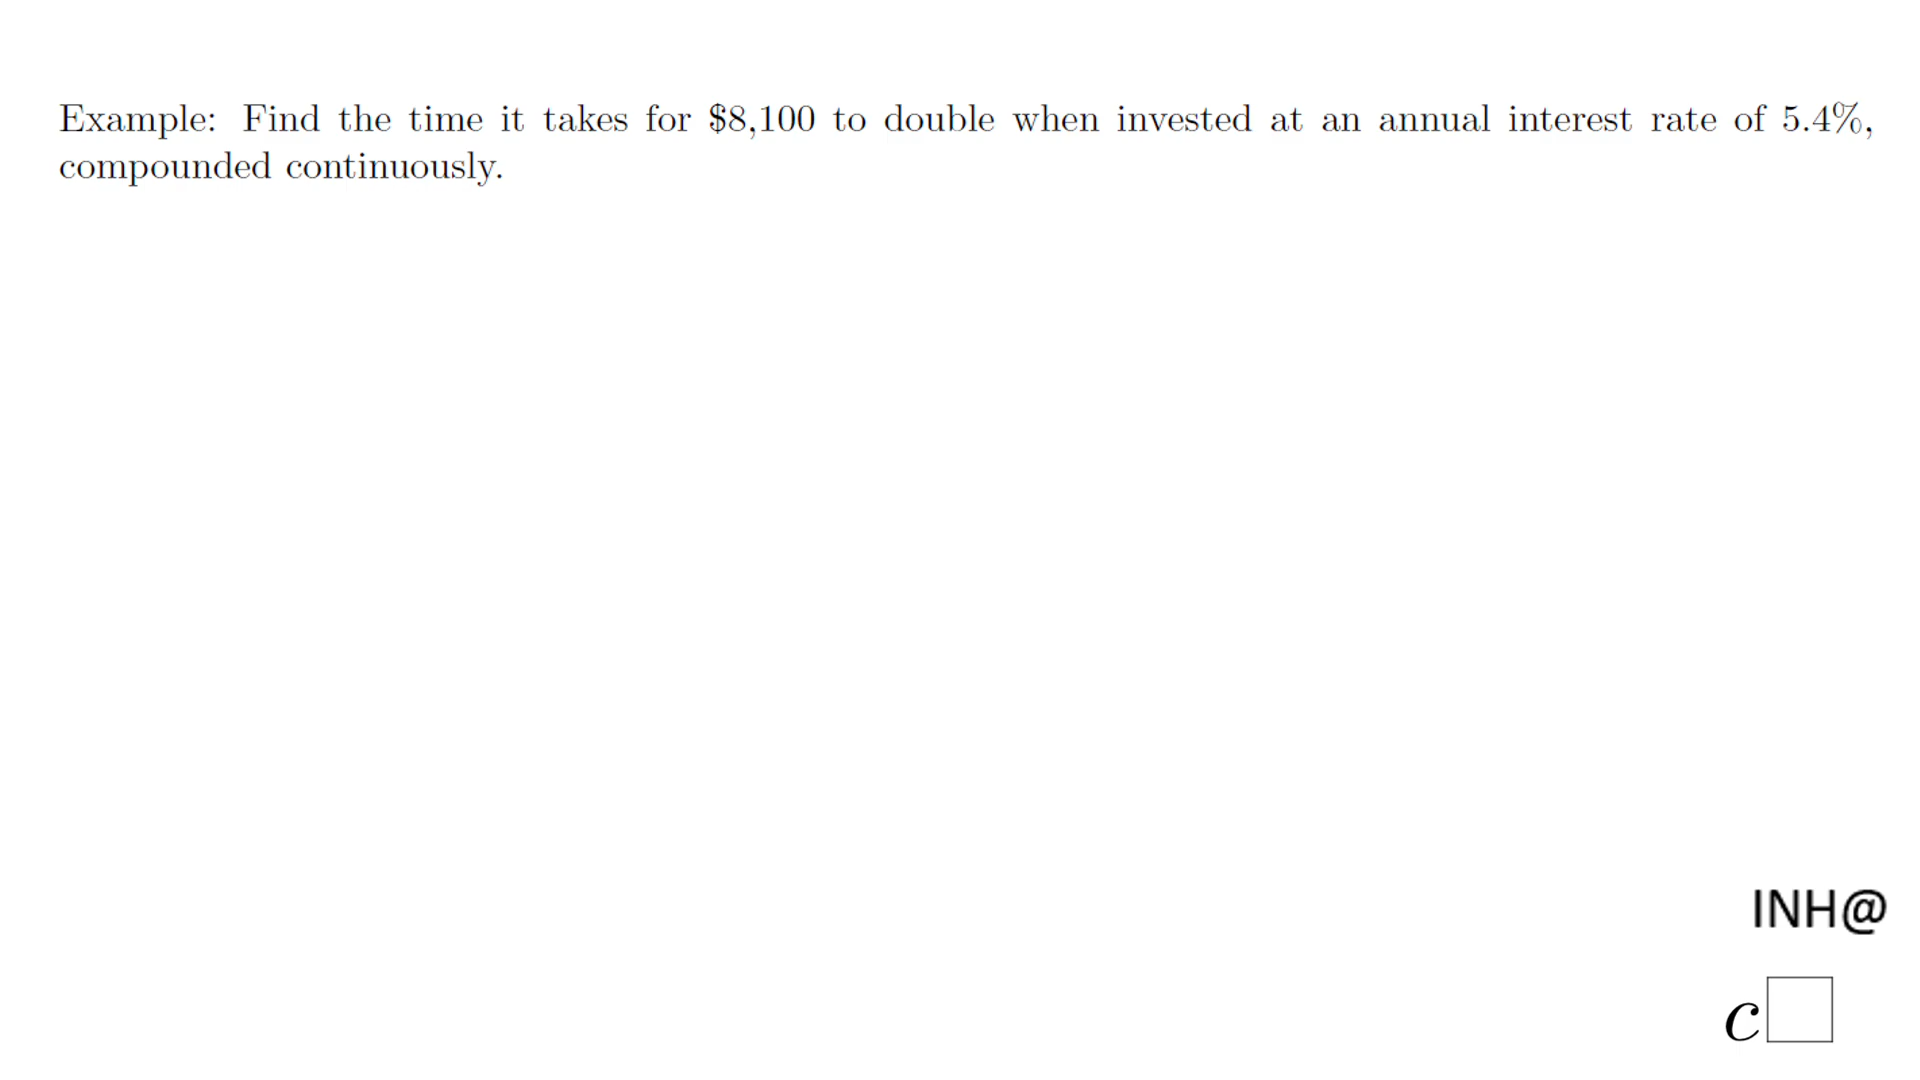 Example: Find the time it takes for $8,100 to double when invested at an annual interest rate of 5.4%,
compounded continuously.
INH@
c